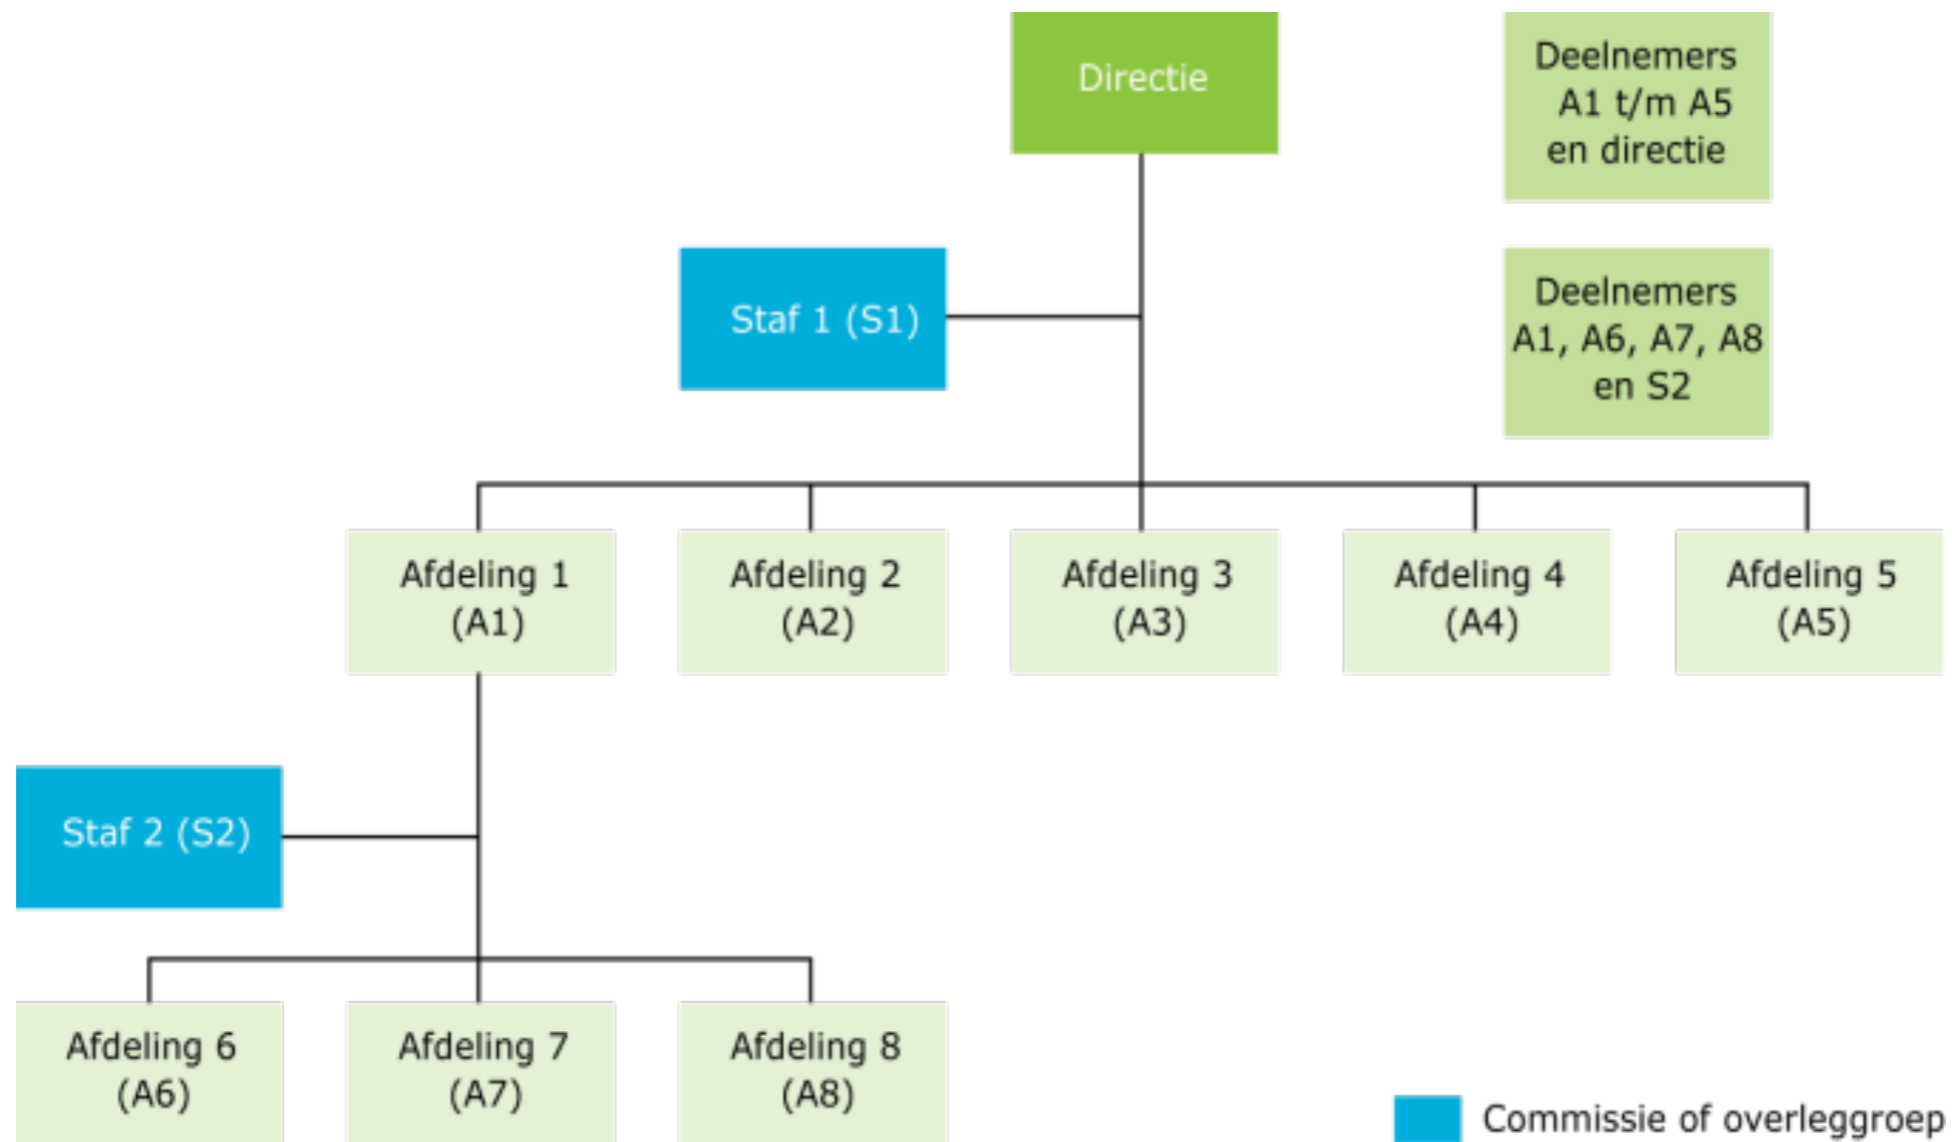 Directie
Deelnemers
A1 t/m A5
en directie
Staf 1 (S1)
Deelnemers
A1, A6, A7, A8
en S2
Afdeling 1
(A1)
Afdeling 2
(A2)
Afdeling 3
(A3)
Afdeling 4
(A4)
Afdeling 5
(A5)
Staf 2 (S2)
Afdeling 6
(A6)
Afdeling 7
(A7)
Afdeling 8
(A8)
Commissie of overleggroep